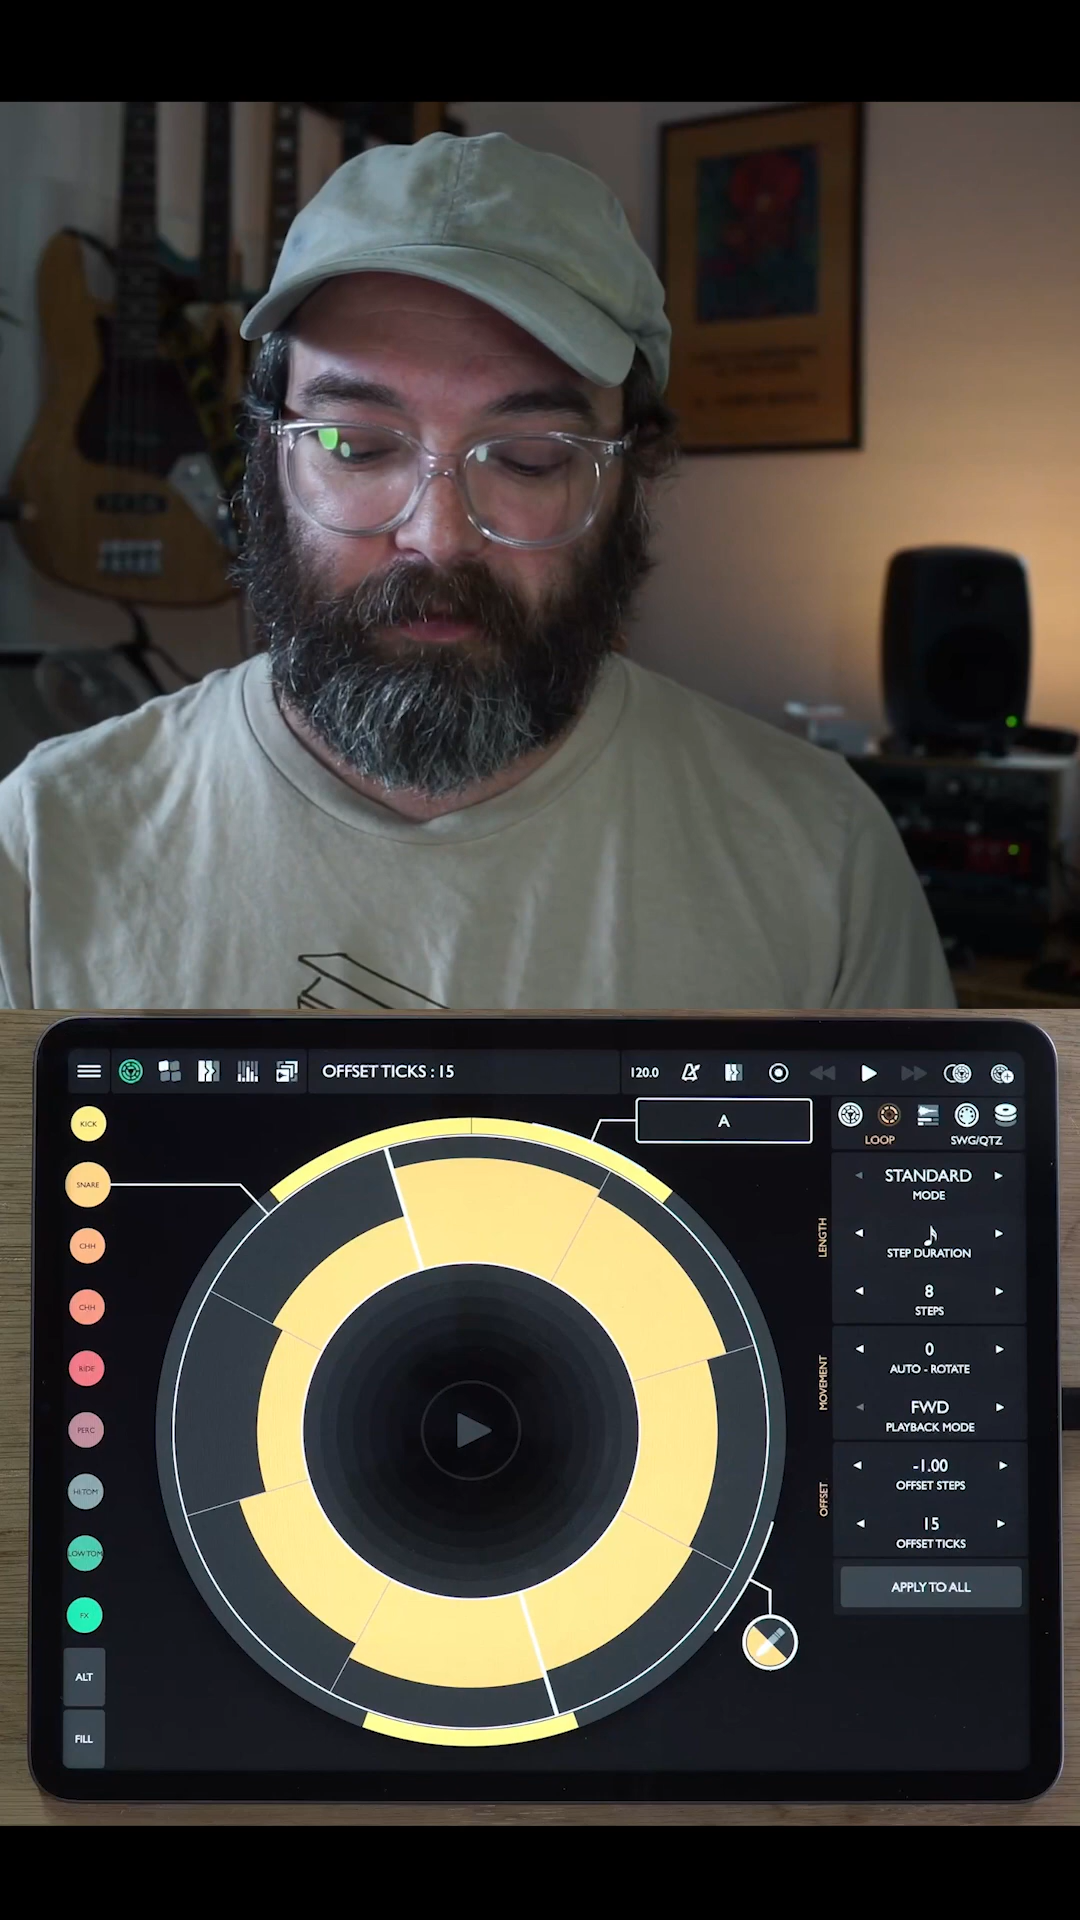 OFFSET TICKS : 15
120.0
KICK
SNARE
CHH
CHH
RIDE
PERC
HI TOM
LOW TOM
FX
ALT
FILL
A
LOOP
SWG/QTZ
LENGTH
STANDARD
MODE
STEP DURATION
8
STEPS
MOVEMENT
0
AUTO - ROTATE
FWD
PLAYBACK MODE
OFFSET
-1.00
OFFSET STEPS
15
OFFSET TICKS
APPLY TO ALL